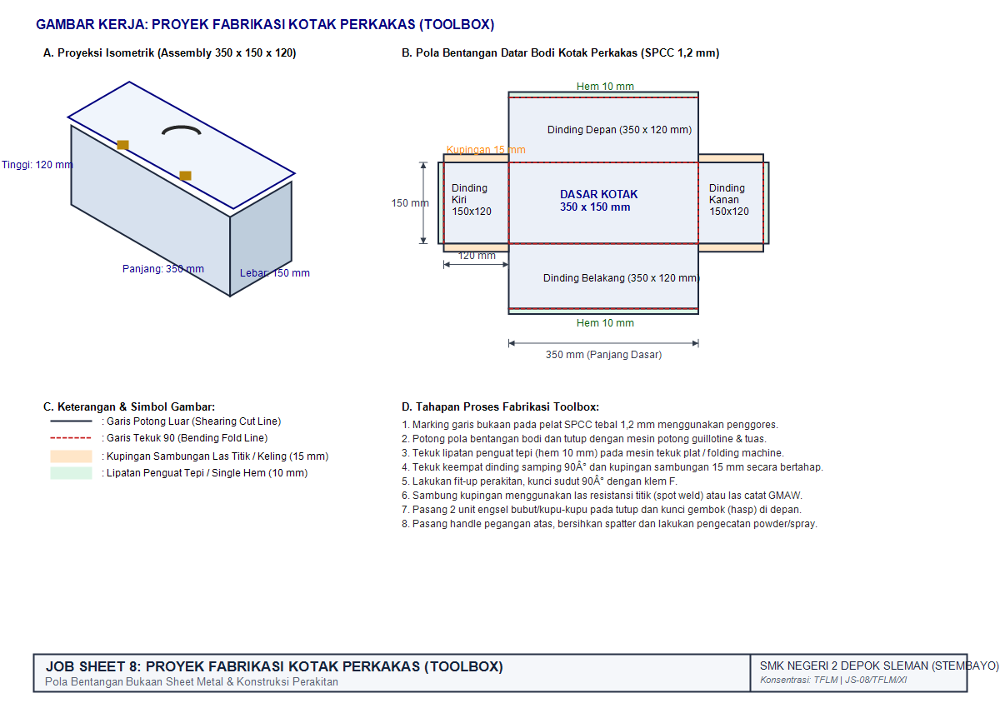 GAMBAR KERJA: PROYEK FABRIKASI KOTAK PERKAKAS (TOOLBOX)
A. Proyeksi Isometrik (Assembly 350 x 150 x 120)
Tinggi: 120 mm
Panjang: 350 mm
Lebar: 150 mm
B. Pola Bentangan Datar Bodi Kotak Perkakas (SPCC 1,2 mm)
Hem 10 mm
Dinding Depan (350 x 120 mm)
Kupingan 15 mm
Dinding
Kiri
150x120
DASAR KOTAK
350 x 150 mm
Dinding
Kanan
150x120
150 mm
120 mm
Dinding Belakang (350 x 120 mm)
Hem 10 mm
350 mm (Panjang Dasar)
C. Keterangan & Simbol Gambar:
: Garis Potong Luar (Shearing Cut Line)
: Garis Tekuk 90 (Bending Fold Line)
: Kupingan Sambungan Las Titik / Keling (15 mm)
: Lipatan Penguat Tepi / Single Hem (10 mm)
D. Tahapan Proses Fabrikasi Toolbox:
1. Marking garis bukaan pada pelat SPCC tebal 1,2 mm menggunakan penggores.
2. Potong pola bentangan bodi dan tutup dengan mesin potong guillotine & tuas.
3. Tekuk lipatan penguat tepi (hem 10 mm) pada mesin tekuk plat / folding machine.
4. Tekuk keempat dinding samping 90Â° dan kupingan sambungan 15 mm secara bertahap.
5. Lakukan fit-up perakitan, kunci sudut 90Â° dengan klem F.
6. Sambung kupingan menggunakan las resistansi titik (spot weld) atau las catat GMAW.
7. Pasang 2 unit engsel bubut/kupu-kupu pada tutup dan kunci gembok (hasp) di depan.
8. Pasang handle pegangan atas, bersihkan spatter dan lakukan pengecatan powder/spray.
JOB SHEET 8: PROYEK FABRIKASI KOTAK PERKAKAS (TOOLBOX)
Pola Bentangan Bukaan Sheet Metal & Konstruksi Perakitan
SMK NEGERI 2 DEPOK SLEMAN (STEMBAYO)
Konsentrasi: TFLM | JS-08/TFLM/XI